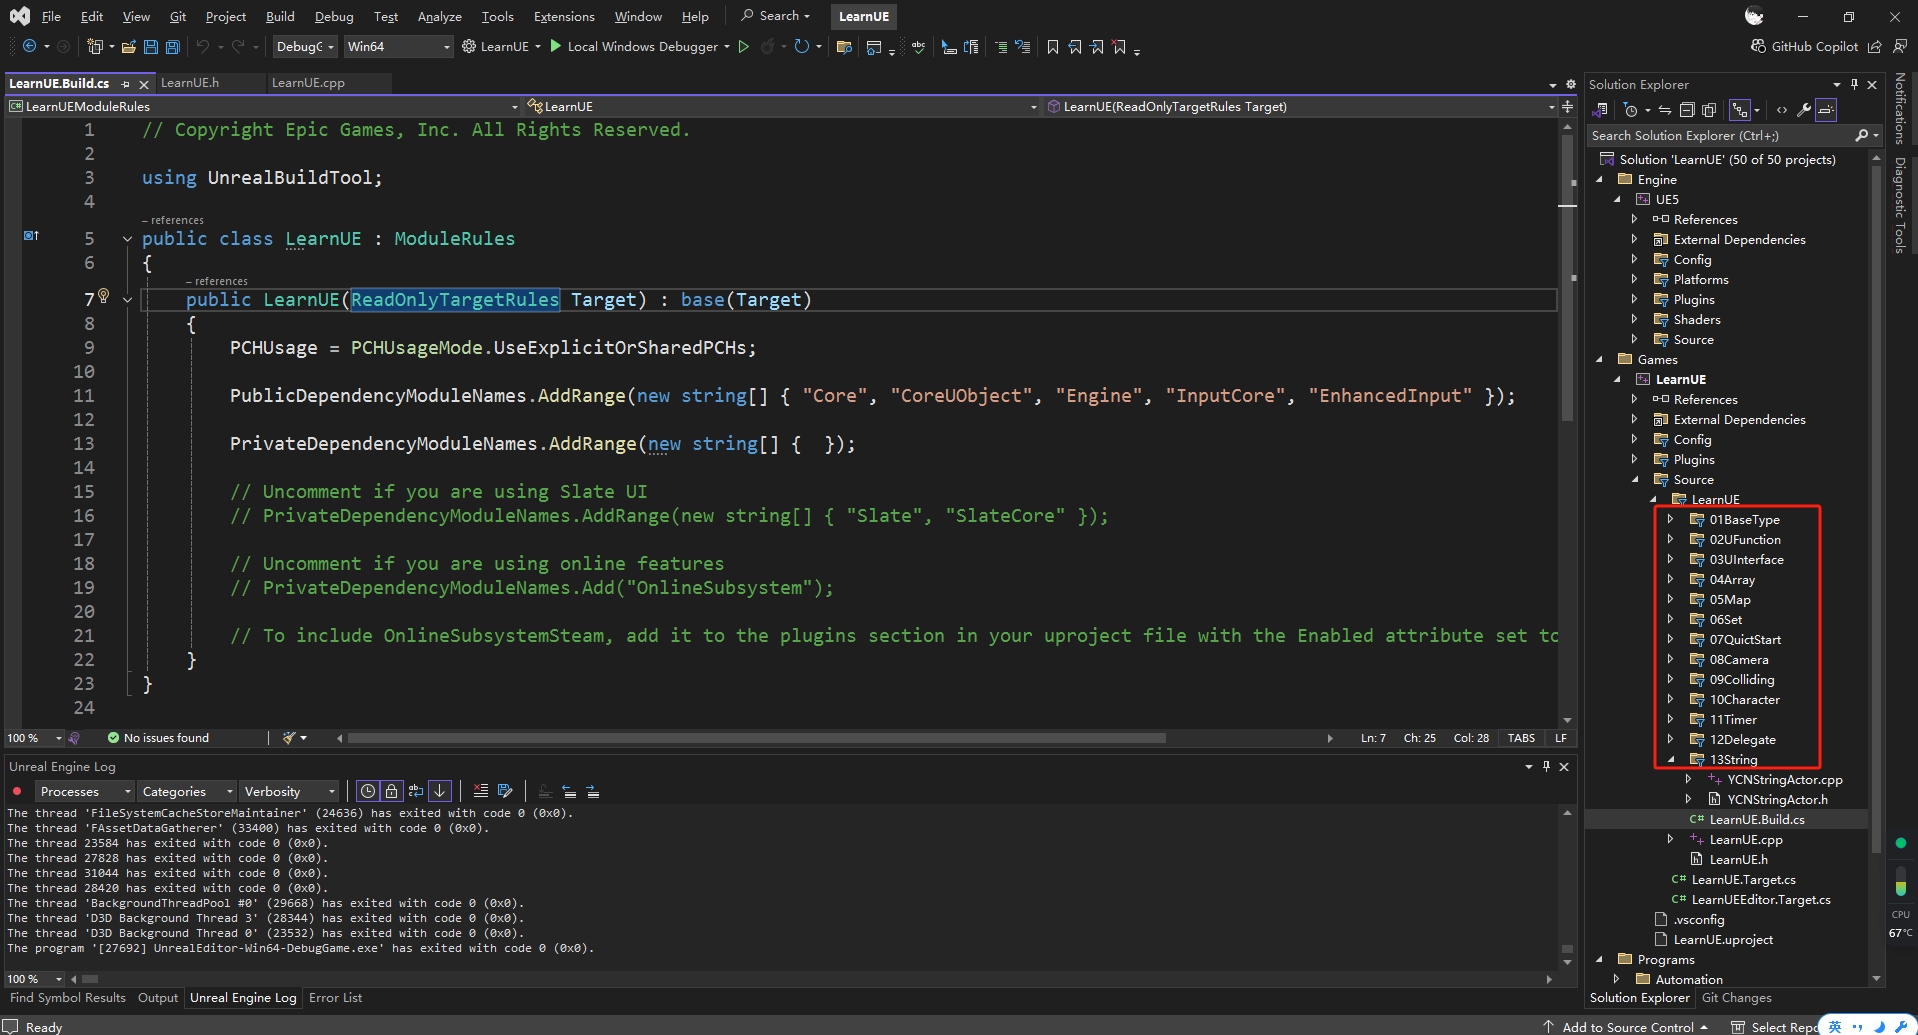 File Edit View Git Project Build Debug Test Analyze Tools Extensions Window Help Search LearnUE
DebugG Win64 LearnUE Local Windows Debugger GitHub Copilot
LearnUE.Build.cs LearnUE.h LearnUE.cpp
LearnUEModuleRules LearnUE LearnUE(ReadOnlyTargetRules Target)
1 // Copyright Epic Games, Inc. All Rights Reserved.
2
3 using UnrealBuildTool;
4
– references
5 public class LearnUE : ModuleRules
6 {
– references
7 public LearnUE(ReadOnlyTargetRules Target) : base(Target)
8 {
9 PCHUsage = PCHUsageMode.UseExplicitOrSharedPCHs;
10
11 PublicDependencyModuleNames.AddRange(new string[] { "Core", "CoreUObject", "Engine", "InputCore", "EnhancedInput" });
12
13 PrivateDependencyModuleNames.AddRange(new string[] {  });
14
15 // Uncomment if you are using Slate UI
16 // PrivateDependencyModuleNames.AddRange(new string[] { "Slate", "SlateCore" });
17
18 // Uncomment if you are using online features
19 // PrivateDependencyModuleNames.Add("OnlineSubsystem");
20
21 // To include OnlineSubsystemSteam, add it to the plugins section in your uproject file with the Enabled attribute set to
22 }
23 }
24
100 % No issues found Ln: 7 Ch: 25 Col: 28 TABS LF
Unreal Engine Log
Processes Categories Verbosity
The thread 'FileSystemCacheStoreMaintainer' (24636) has exited with code 0 (0x0).
The thread 'FAssetDataGatherer' (33400) has exited with code 0 (0x0).
The thread 23584 has exited with code 0 (0x0).
The thread 27828 has exited with code 0 (0x0).
The thread 31044 has exited with code 0 (0x0).
The thread 28420 has exited with code 0 (0x0).
The thread 'BackgroundThreadPool #0' (29668) has exited with code 0 (0x0).
The thread 'D3D Background Thread 3' (28344) has exited with code 0 (0x0).
The thread 'D3D Background Thread 0' (23532) has exited with code 0 (0x0).
The program '[27692] UnrealEditor-Win64-DebugGame.exe' has exited with code 0 (0x0).
100 %
Find Symbol Results Output Unreal Engine Log Error List
Solution Explorer
Search Solution Explorer (Ctrl+;)
Solution 'LearnUE' (50 of 50 projects)
Engine
UE5
References
External Dependencies
Config
Platforms
Plugins
Shaders
Source
Games
LearnUE
References
External Dependencies
Config
Plugins
Source
LearnUE
01BaseType
02UFunction
03UInterface
04Array
05Map
06Set
07QuictStart
08Camera
09Colliding
10Character
11Timer
12Delegate
13String
YCNStringActor.cpp
YCNStringActor.h
LearnUE.Build.cs
LearnUE.cpp
LearnUE.h
LearnUE.Target.cs
LearnUEEditor.Target.cs
.vsconfig
LearnUE.uproject
Programs
Automation
Solution Explorer Git Changes
Notifications
Diagnostic Tools
CPU
67°C
Ready Add to Source Control Select Repo
英